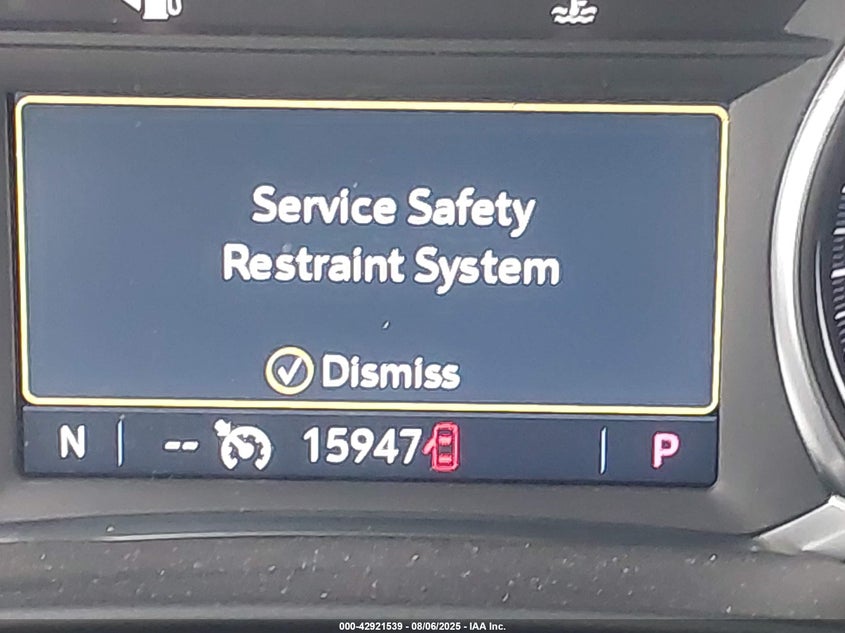 Service Safety
Restraint System
Dismiss
N -- 15947 P
000-42921539 - 08/06/2025 - IAA Inc.